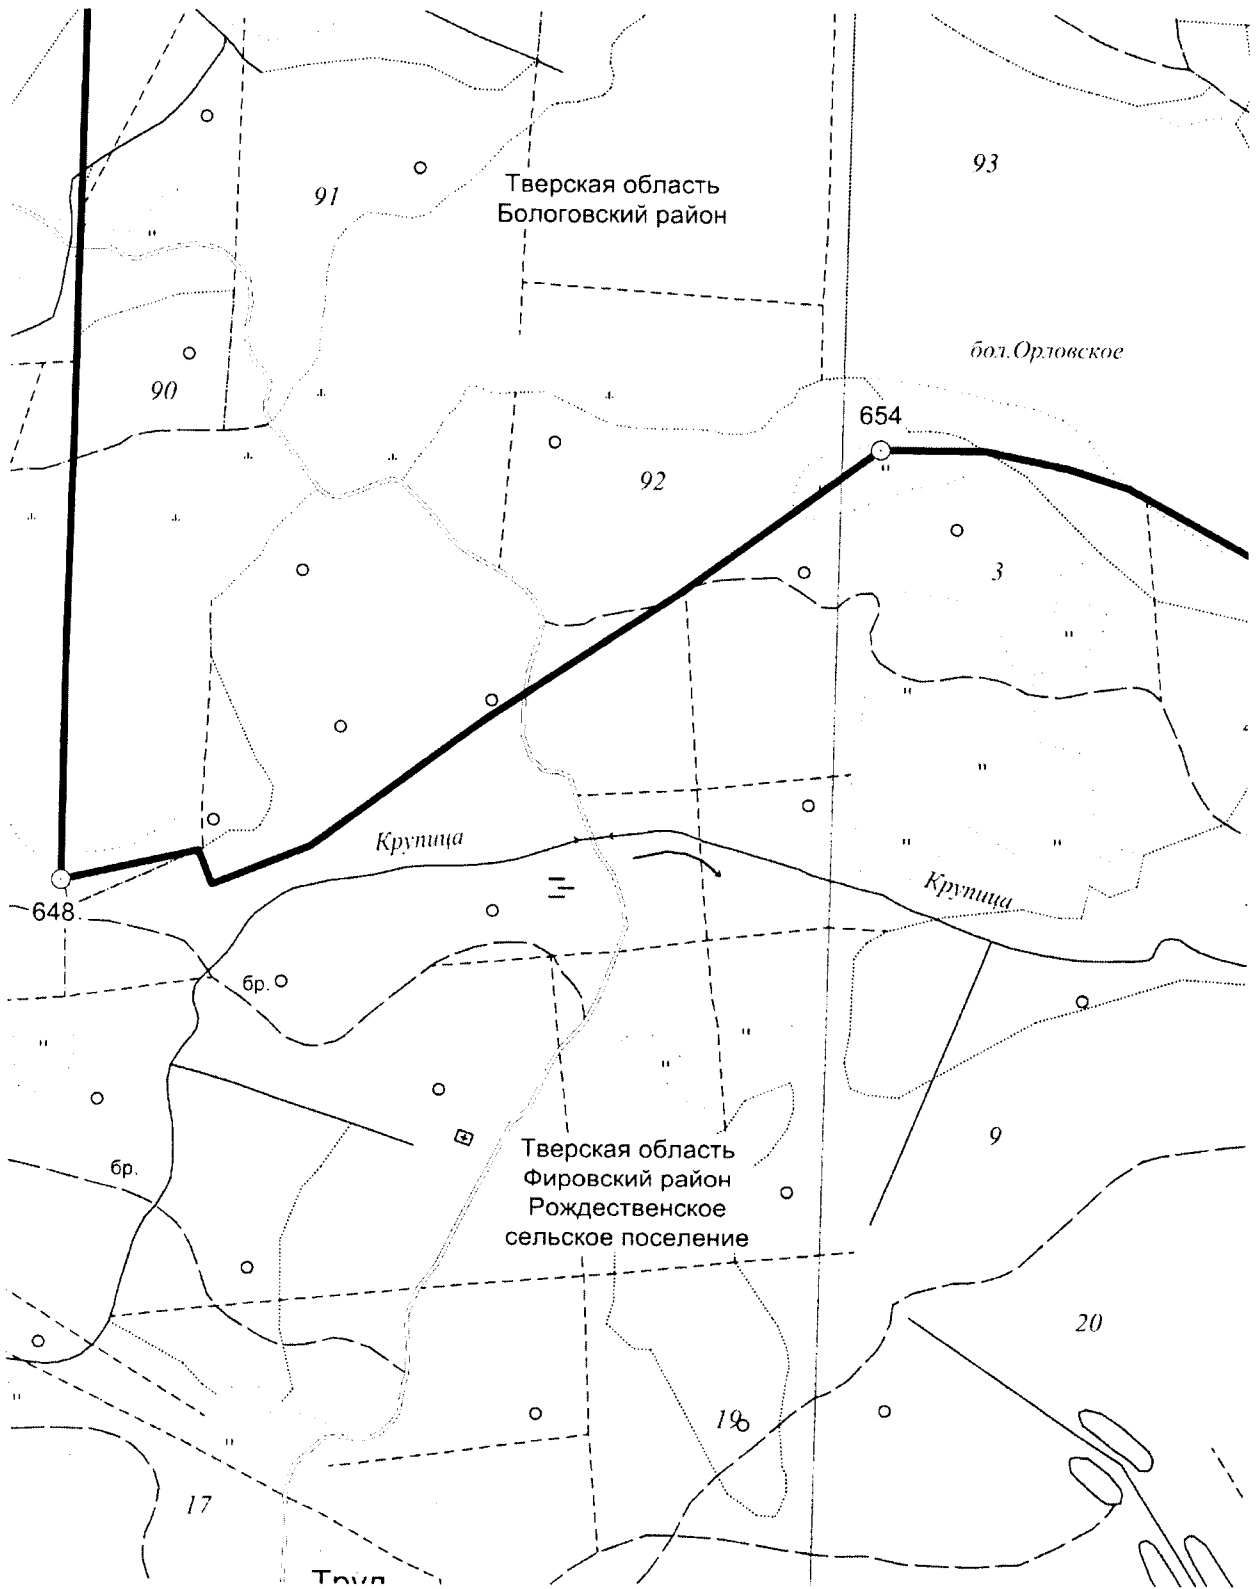 93
91
Тверская область
Бологовский район
бол.Орловское
90
654
92
3
Крупица
Крупица
648
бр.
9
Тверская область
Фировский район
Рождественское
сельское поселение
бр.
20
19
17
Труд